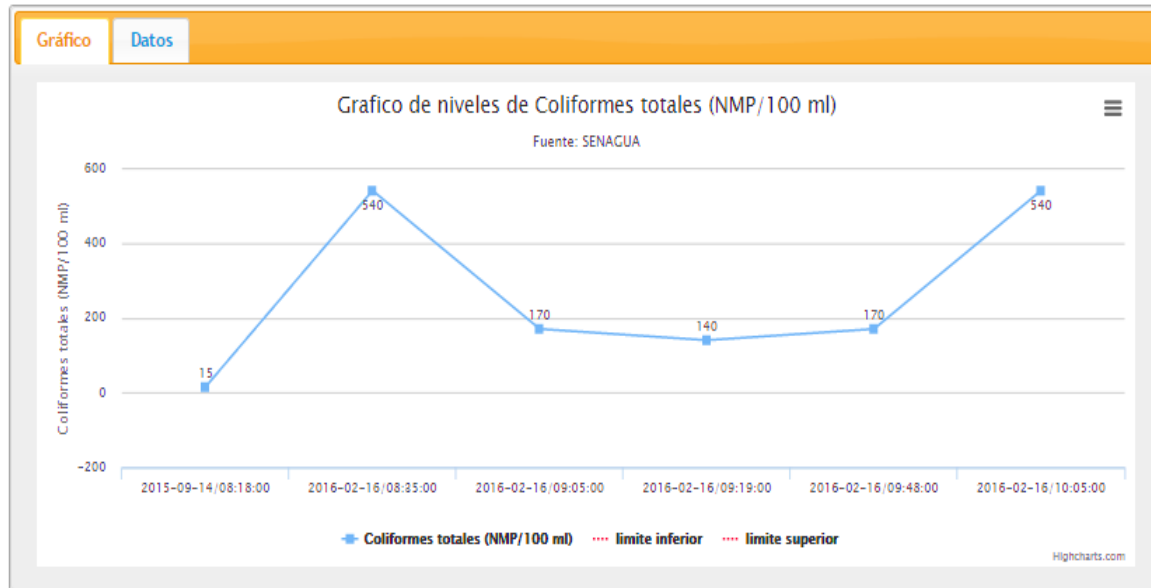 Gráfico Datos
Grafico de niveles de Coliformes totales (NMP/100 ml)
Fuente: SENAGUA
Coliformes totales (NMP/100 ml)
600
400
200
0
-200
15
540
170
140
170
540
2015-09-14/08:18:00 2016-02-16/08:35:00 2016-02-16/09:05:00 2016-02-16/09:19:00 2016-02-16/09:48:00 2016-02-16/10:05:00
Coliformes totales (NMP/100 ml) limite inferior limite superior
Highcharts.com